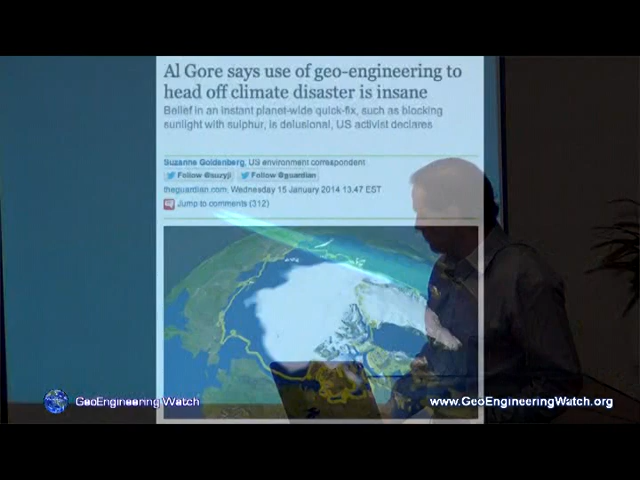 Al Gore says use of geo-engineering to
head off climate disaster is insane
Belief in an instant planet-wide quick-fix, such as blocking
sunlight with sulphur, is delusional, US activist declares
Suzanne Goldenberg, US environment correspondent
Follow @suzyji Follow @guardian
theguardian.com, Wednesday 15 January 2014 13.47 EST
Jump to comments (312)
GeoEngineering Watch
www.GeoEngineeringWatch.org